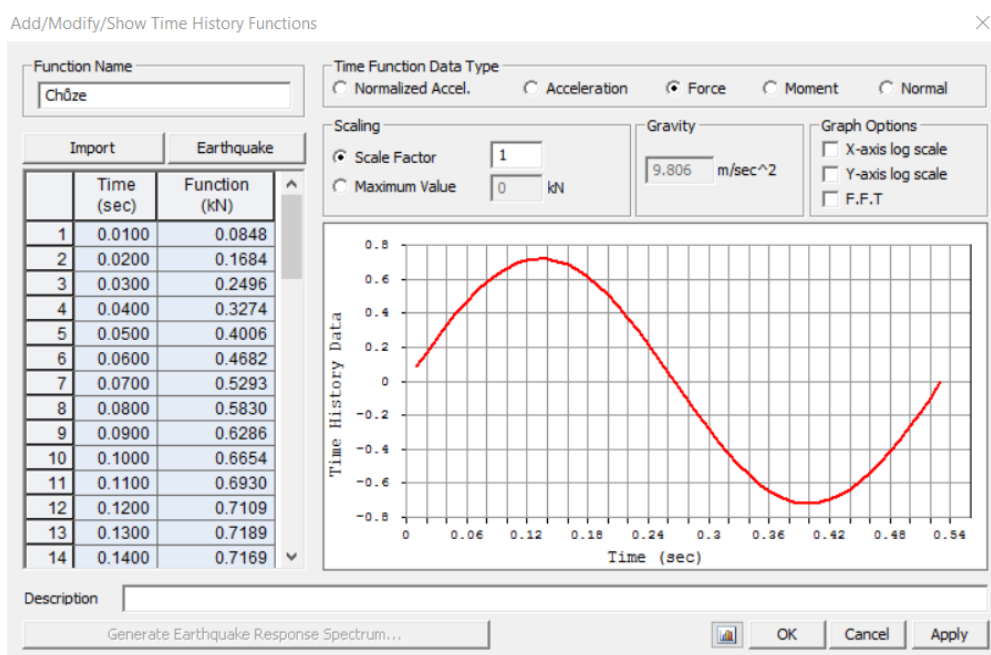 Add/Modify/Show Time History Functions
Function Name
Chůze
Import
Earthquake
Time (sec) Function (kN)
1 0.0100 0.0848
2 0.0200 0.1684
3 0.0300 0.2496
4 0.0400 0.3274
5 0.0500 0.4006
6 0.0600 0.4682
7 0.0700 0.5293
8 0.0800 0.5830
9 0.0900 0.6286
10 0.1000 0.6654
11 0.1100 0.6930
12 0.1200 0.7109
13 0.1300 0.7189
14 0.1400 0.7169
Time Function Data Type
Normalized Accel. Acceleration Force Moment Normal
Scaling
Scale Factor 1
Maximum Value 0 kN
Gravity
9.806 m/sec^2
Graph Options
X-axis log scale
Y-axis log scale
F.F.T
Time History Data
0.8
0.6
0.4
0.2
0
-0.2
-0.4
-0.6
-0.8
0 0.06 0.12 0.18 0.24 0.3 0.36 0.42 0.48 0.54
Time (sec)
Description
Generate Earthquake Response Spectrum...
OK Cancel Apply